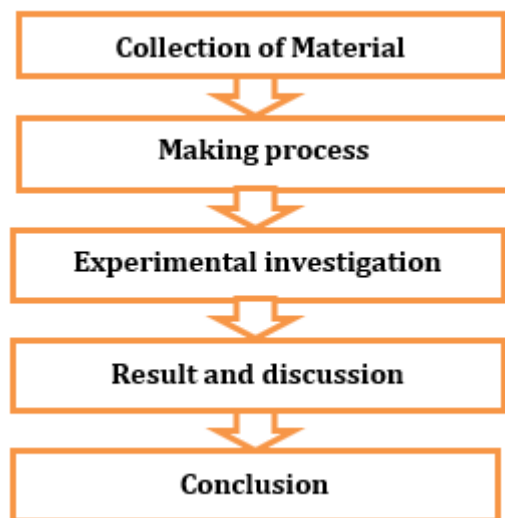 Collection of Material
Making process
Experimental investigation
Result and discussion
Conclusion